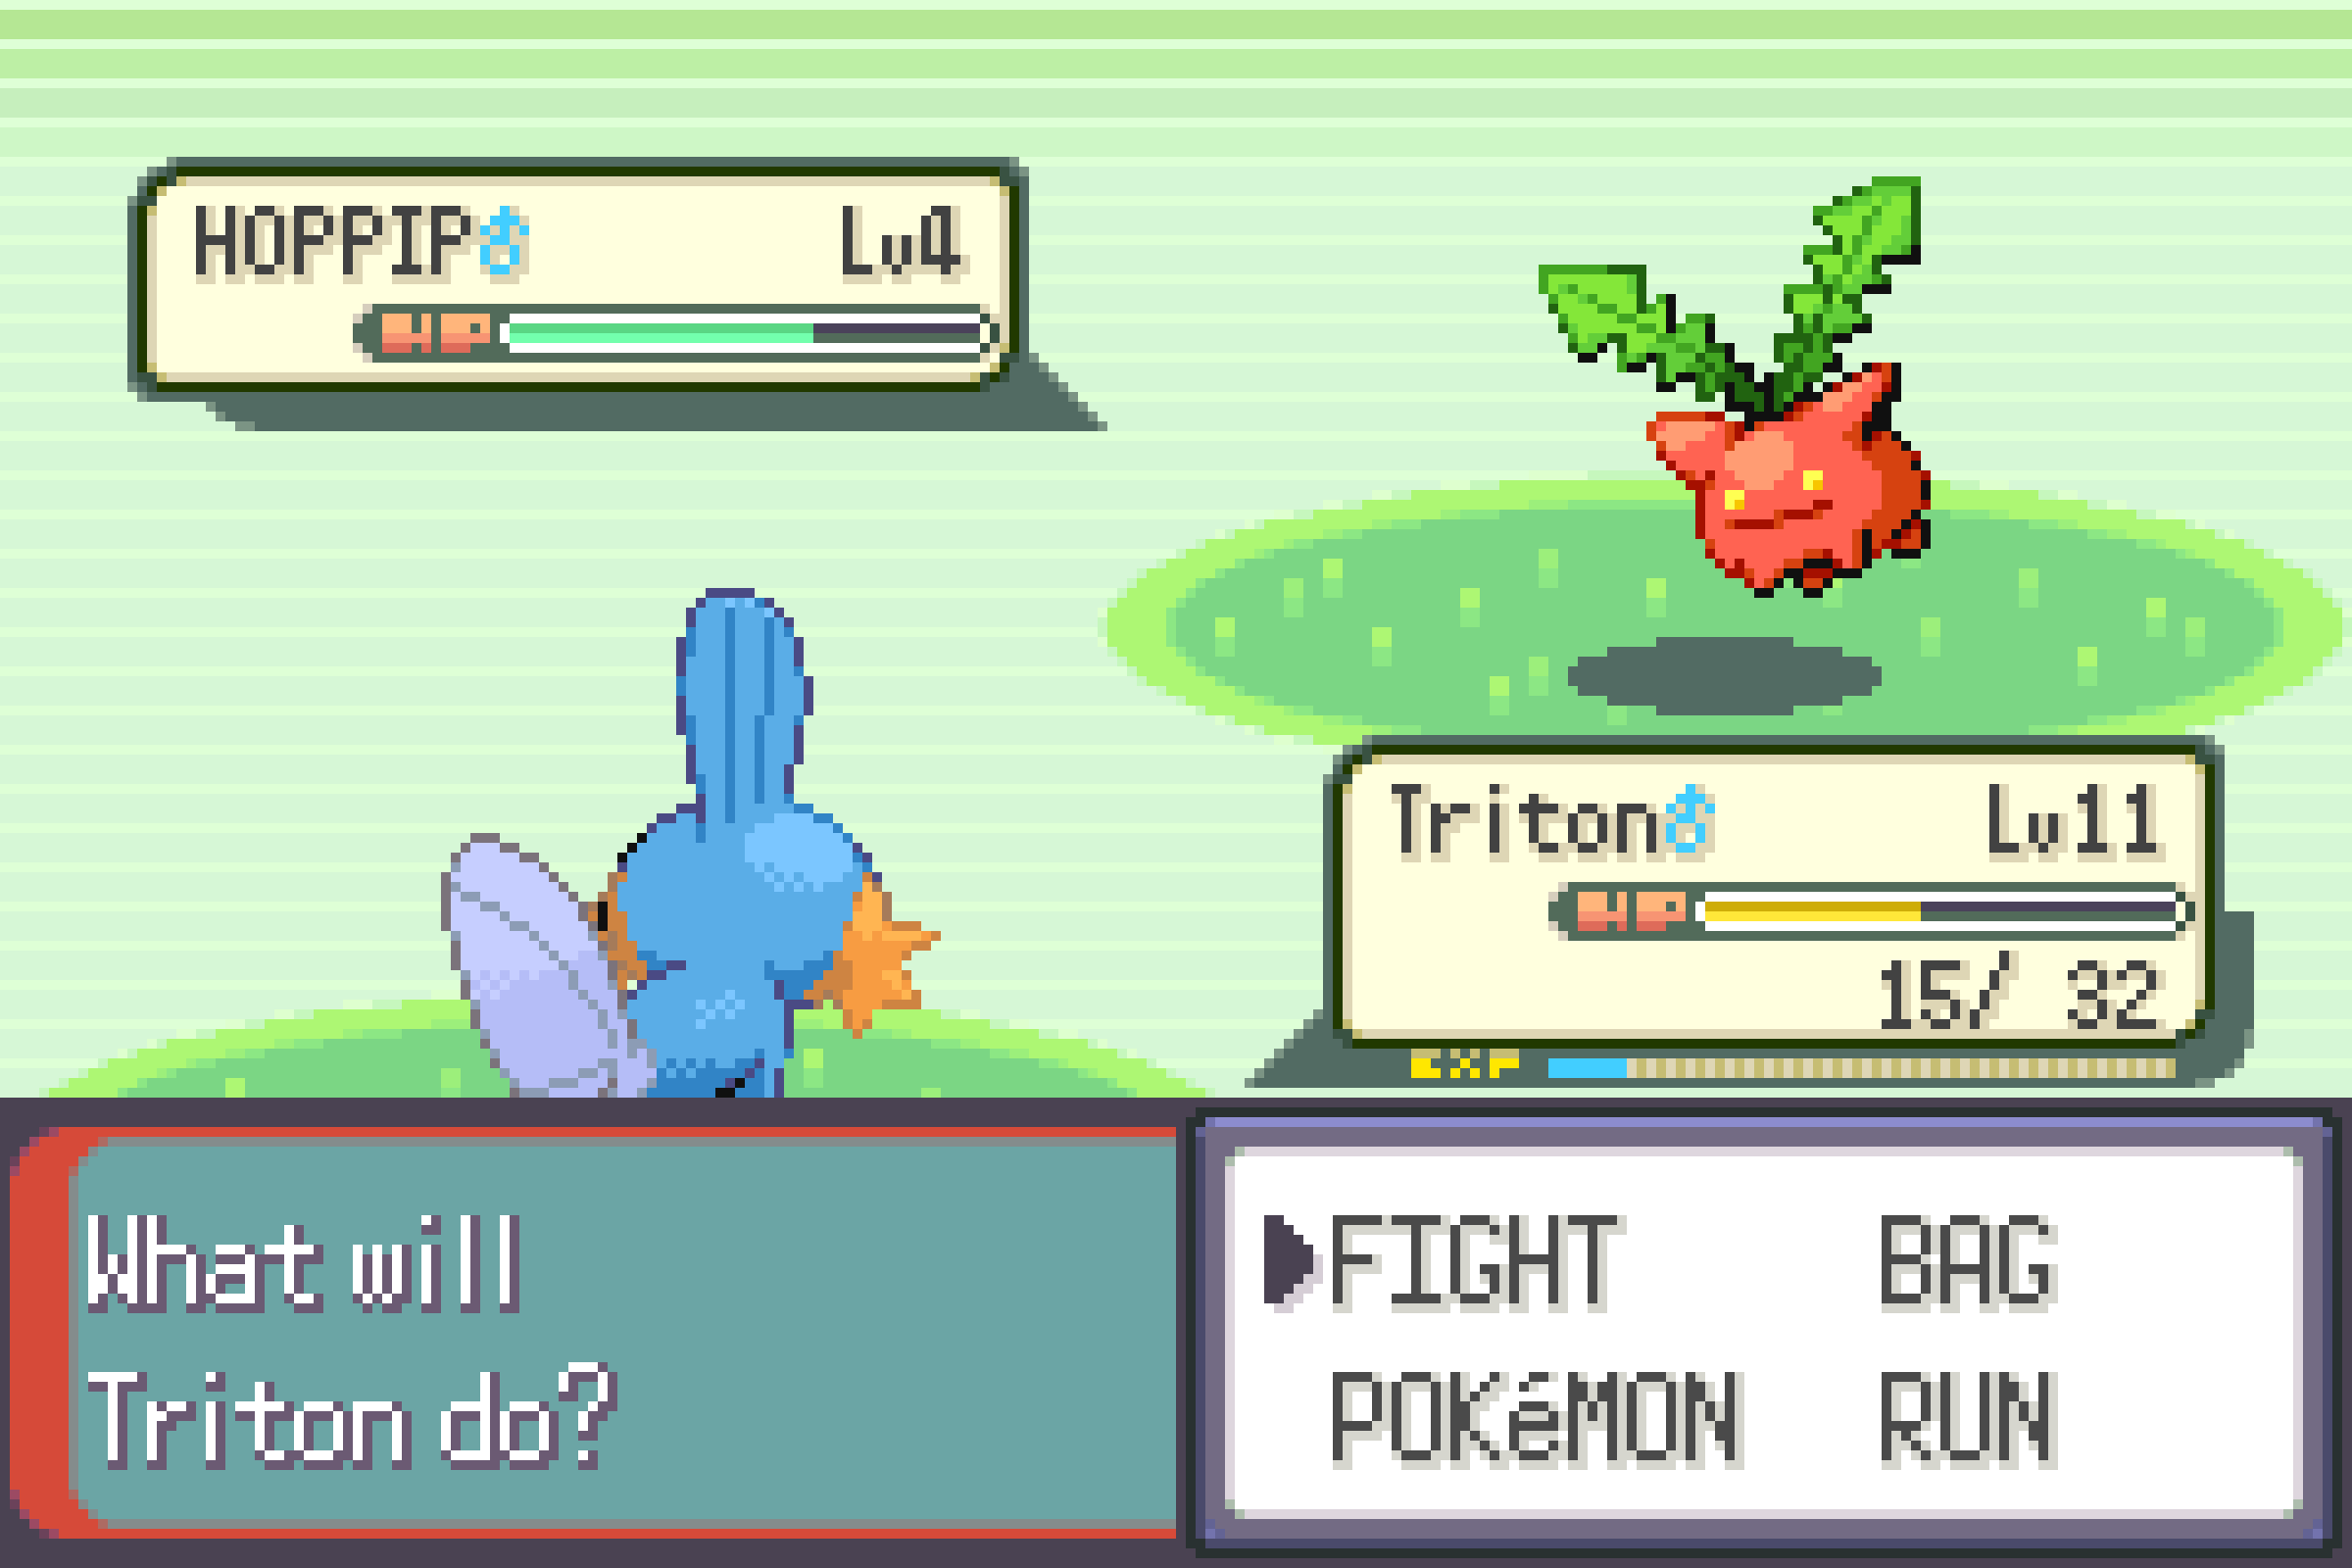 HOPPIP♂ Lv4
HP
Triton♂ Lv11
HP
15/ 32
EXP
What will
Triton do?
▶FIGHT BAG
POKéMON RUN